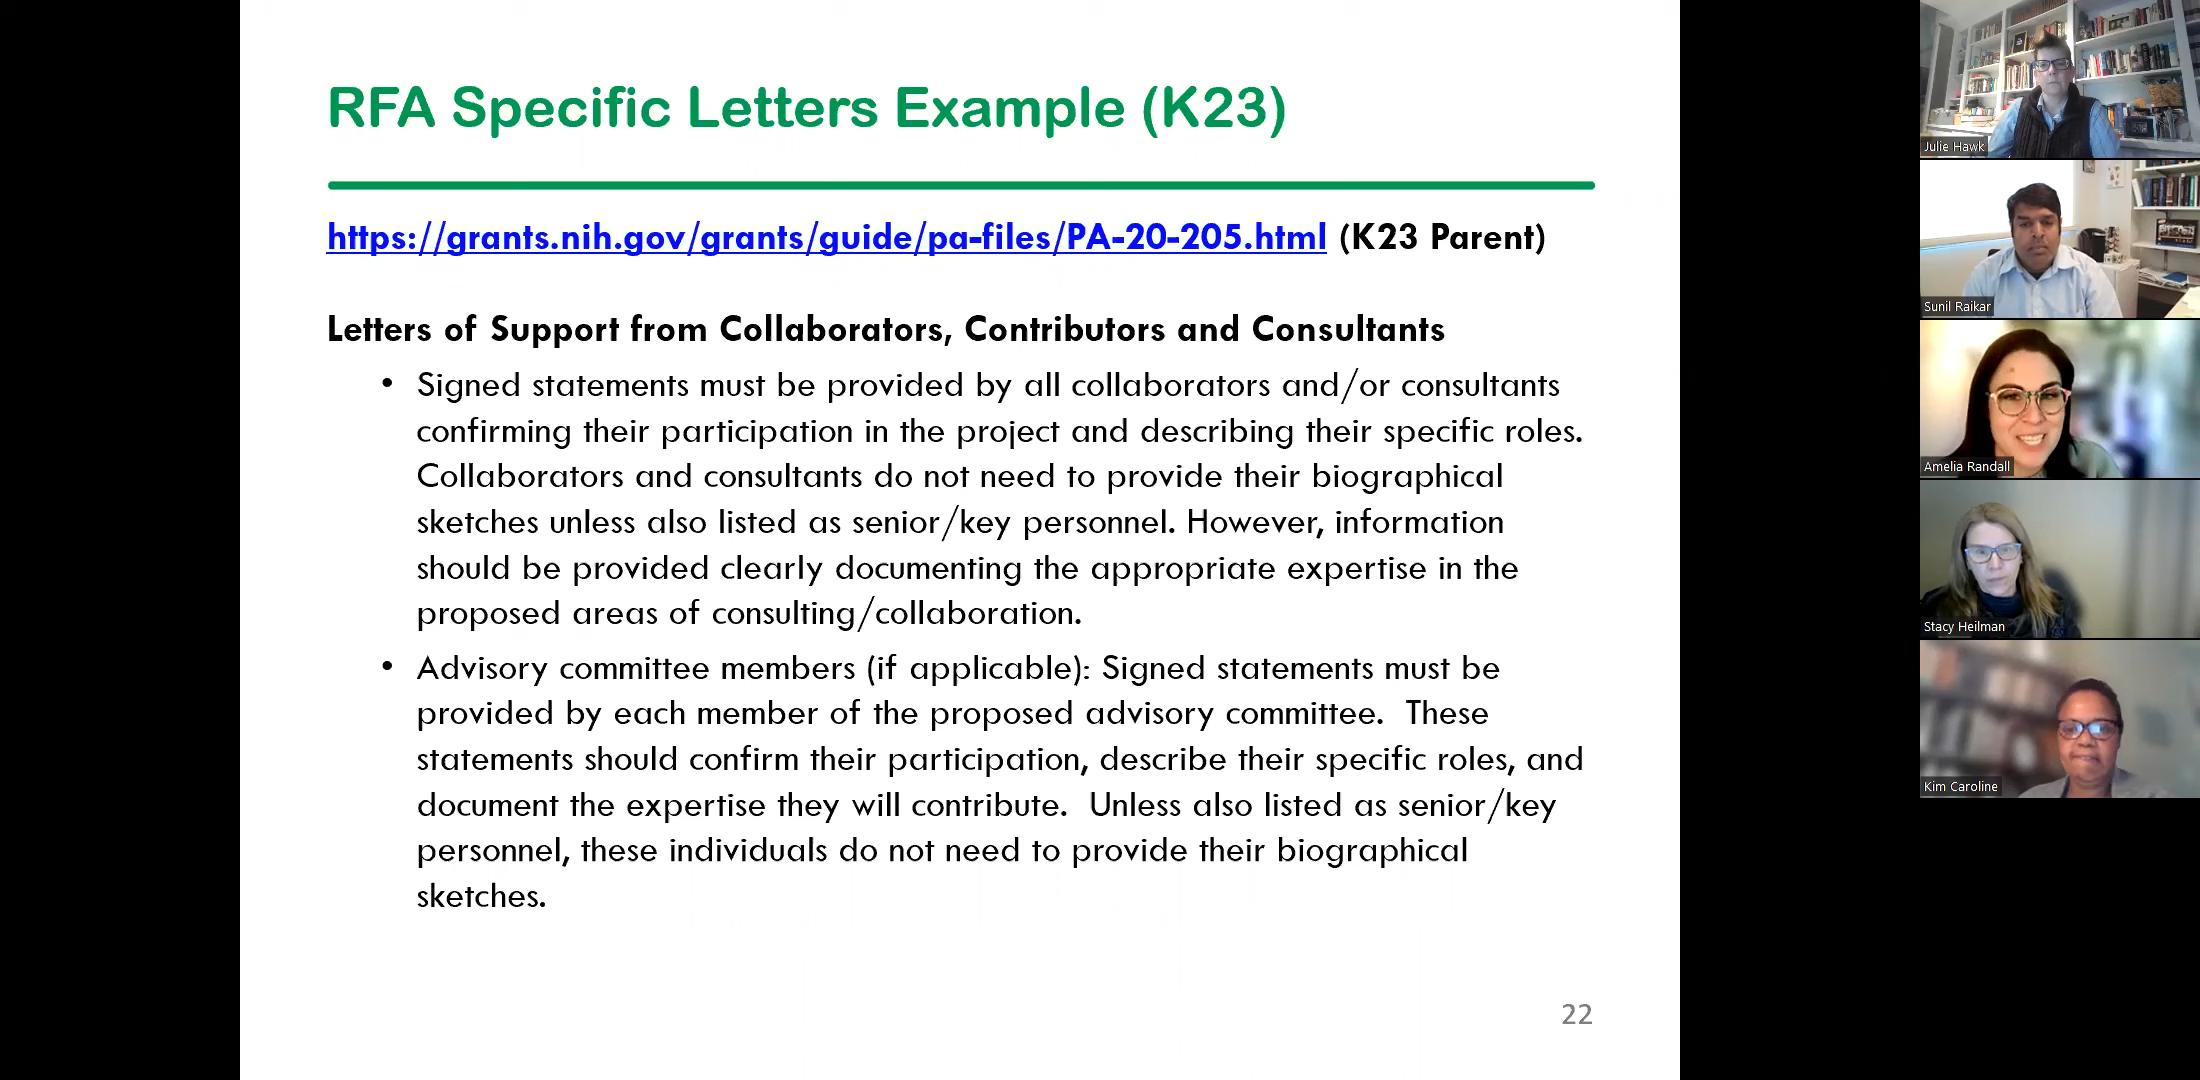 RFA Specific Letters Example (K23)
https://grants.nih.gov/grants/guide/pa-files/PA-20-205.html (K23 Parent)
Letters of Support from Collaborators, Contributors and Consultants
• Signed statements must be provided by all collaborators and/or consultants
confirming their participation in the project and describing their specific roles.
Collaborators and consultants do not need to provide their biographical
sketches unless also listed as senior/key personnel. However, information
should be provided clearly documenting the appropriate expertise in the
proposed areas of consulting/collaboration.
• Advisory committee members (if applicable): Signed statements must be
provided by each member of the proposed advisory committee.  These
statements should confirm their participation, describe their specific roles, and
document the expertise they will contribute.  Unless also listed as senior/key
personnel, these individuals do not need to provide their biographical
sketches.
22
Julie Hawk
Sunil Raikar
Amelia Randall
Stacy Heilman
Kim Caroline